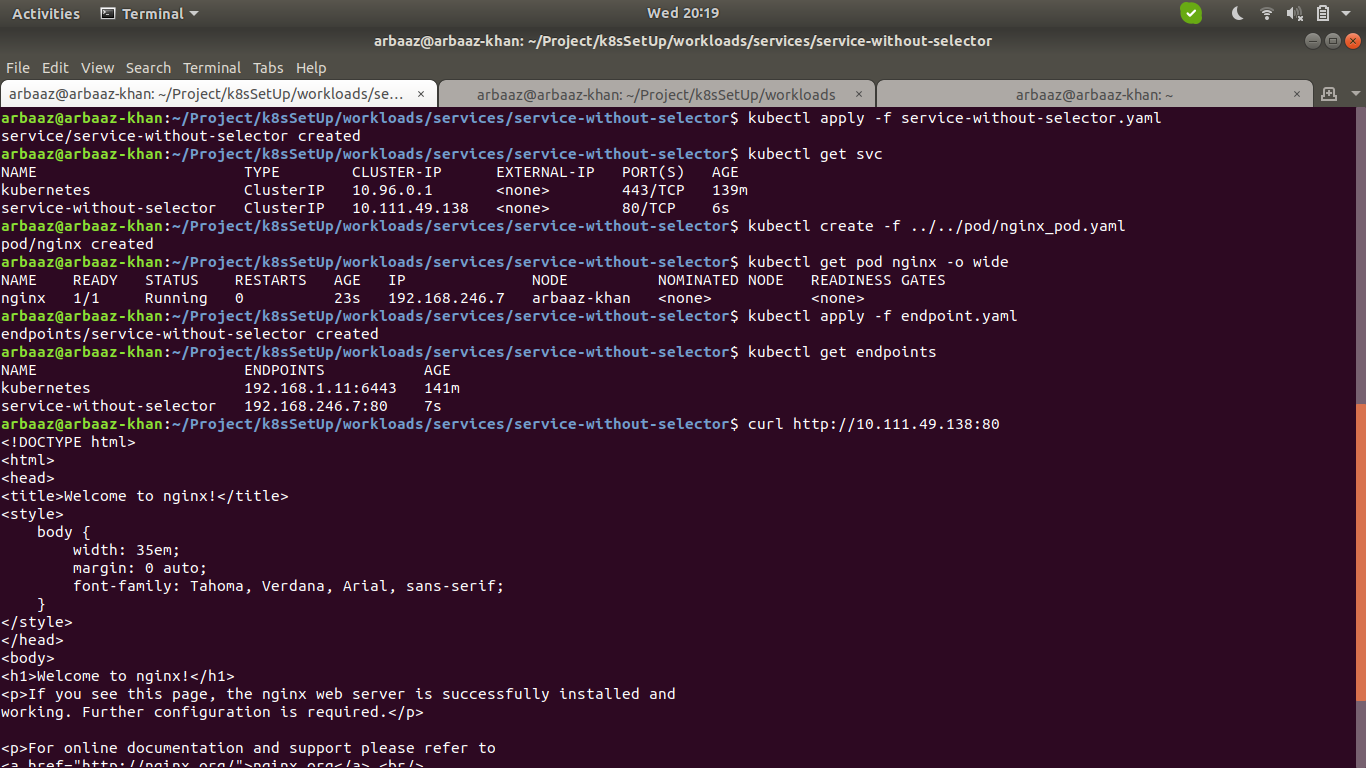 Activities Terminal Wed 20:19
arbaaz@arbaaz-khan: ~/Project/k8sSetUp/workloads/services/service-without-selector
File Edit View Search Terminal Tabs Help
arbaaz@arbaaz-khan: ~/Project/k8sSetUp/workloads/se... × arbaaz@arbaaz-khan: ~/Project/k8sSetUp/workloads × arbaaz@arbaaz-khan: ~ ×
arbaaz@arbaaz-khan:~/Project/k8sSetUp/workloads/services/service-without-selector$ kubectl apply -f service-without-selector.yaml
service/service-without-selector created
arbaaz@arbaaz-khan:~/Project/k8sSetUp/workloads/services/service-without-selector$ kubectl get svc
NAME                       TYPE        CLUSTER-IP      EXTERNAL-IP   PORT(S)   AGE
kubernetes                 ClusterIP   10.96.0.1       <none>        443/TCP   139m
service-without-selector   ClusterIP   10.111.49.138   <none>        80/TCP    6s
arbaaz@arbaaz-khan:~/Project/k8sSetUp/workloads/services/service-without-selector$ kubectl create -f ../../pod/nginx_pod.yaml
pod/nginx created
arbaaz@arbaaz-khan:~/Project/k8sSetUp/workloads/services/service-without-selector$ kubectl get pod nginx -o wide
NAME    READY   STATUS    RESTARTS   AGE   IP              NODE          NOMINATED NODE   READINESS GATES
nginx   1/1     Running   0          23s   192.168.246.7   arbaaz-khan   <none>           <none>
arbaaz@arbaaz-khan:~/Project/k8sSetUp/workloads/services/service-without-selector$ kubectl apply -f endpoint.yaml
endpoints/service-without-selector created
arbaaz@arbaaz-khan:~/Project/k8sSetUp/workloads/services/service-without-selector$ kubectl get endpoints
NAME                       ENDPOINTS           AGE
kubernetes                 192.168.1.11:6443   141m
service-without-selector   192.168.246.7:80    7s
arbaaz@arbaaz-khan:~/Project/k8sSetUp/workloads/services/service-without-selector$ curl http://10.111.49.138:80
<!DOCTYPE html>
<html>
<head>
<title>Welcome to nginx!</title>
<style>
    body {
        width: 35em;
        margin: 0 auto;
        font-family: Tahoma, Verdana, Arial, sans-serif;
    }
</style>
</head>
<body>
<h1>Welcome to nginx!</h1>
<p>If you see this page, the nginx web server is successfully installed and
working. Further configuration is required.</p>

<p>For online documentation and support please refer to
<a href="http://nginx.org/">nginx.org</a>.<br/>